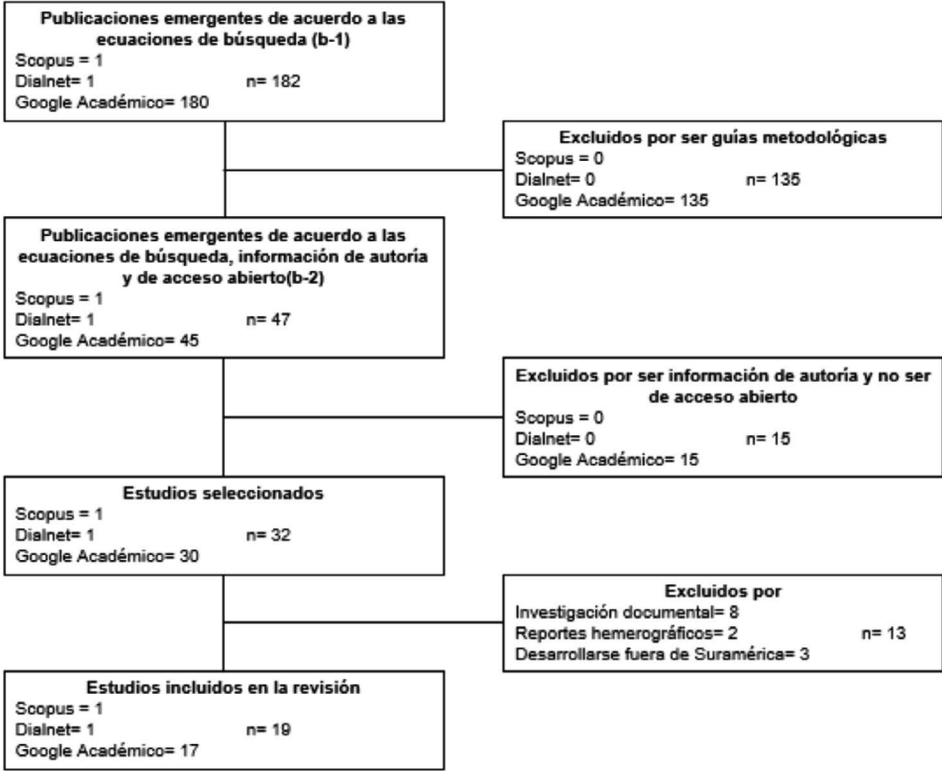 Publicaciones emergentes de acuerdo a las
ecuaciones de búsqueda (b-1)
Scopus = 1
Dialnet= 1 n= 182
Google Académico= 180
Excluidos por ser guías metodológicas
Scopus = 0
Dialnet= 0 n= 135
Google Académico= 135
Publicaciones emergentes de acuerdo a las
ecuaciones de búsqueda, información de autoría
y de acceso abierto(b-2)
Scopus = 1
Dialnet= 1 n= 47
Google Académico= 45
Excluidos por ser información de autoría y no ser
de acceso abierto
Scopus = 0
Dialnet= 0 n= 15
Google Académico= 15
Estudios seleccionados
Scopus = 1
Dialnet= 1 n= 32
Google Académico= 30
Excluidos por
Investigación documental= 8
Reportes hemerográficos= 2 n= 13
Desarrollarse fuera de Suramérica= 3
Estudios incluidos en la revisión
Scopus = 1
Dialnet= 1 n= 19
Google Académico= 17